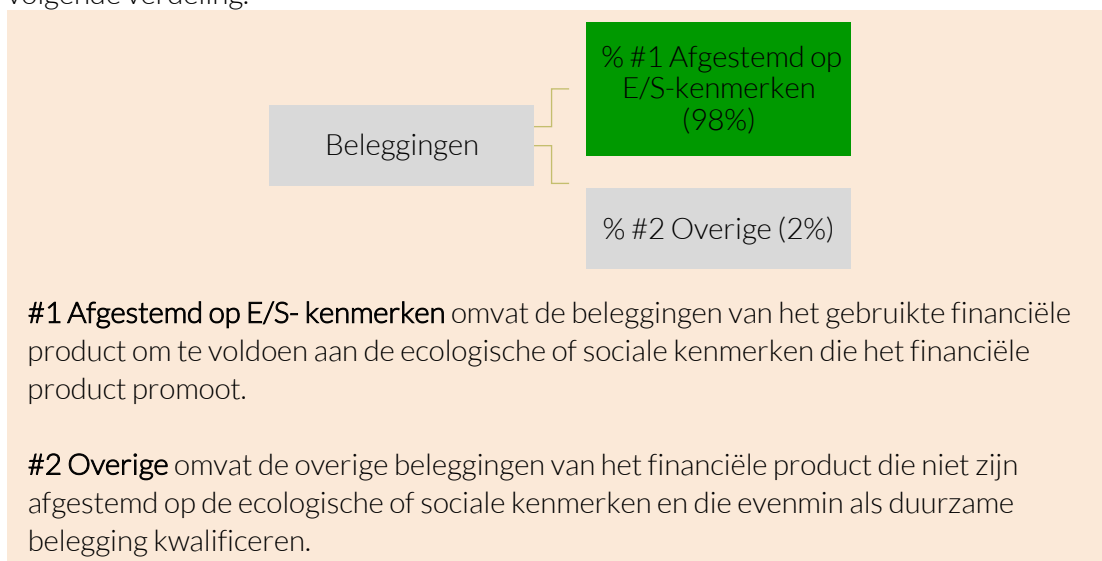 volgende verdeling:
% #1 Afgestemd op
E/S-kenmerken
(98%)
Beleggingen
% #2 Overige (2%)
#1 Afgestemd op E/S- kenmerken omvat de beleggingen van het gebruikte financiële
product om te voldoen aan de ecologische of sociale kenmerken die het financiële
product promoot.
#2 Overige omvat de overige beleggingen van het financiële product die niet zijn
afgestemd op de ecologische of sociale kenmerken en die evenmin als duurzame
belegging kwalificeren.